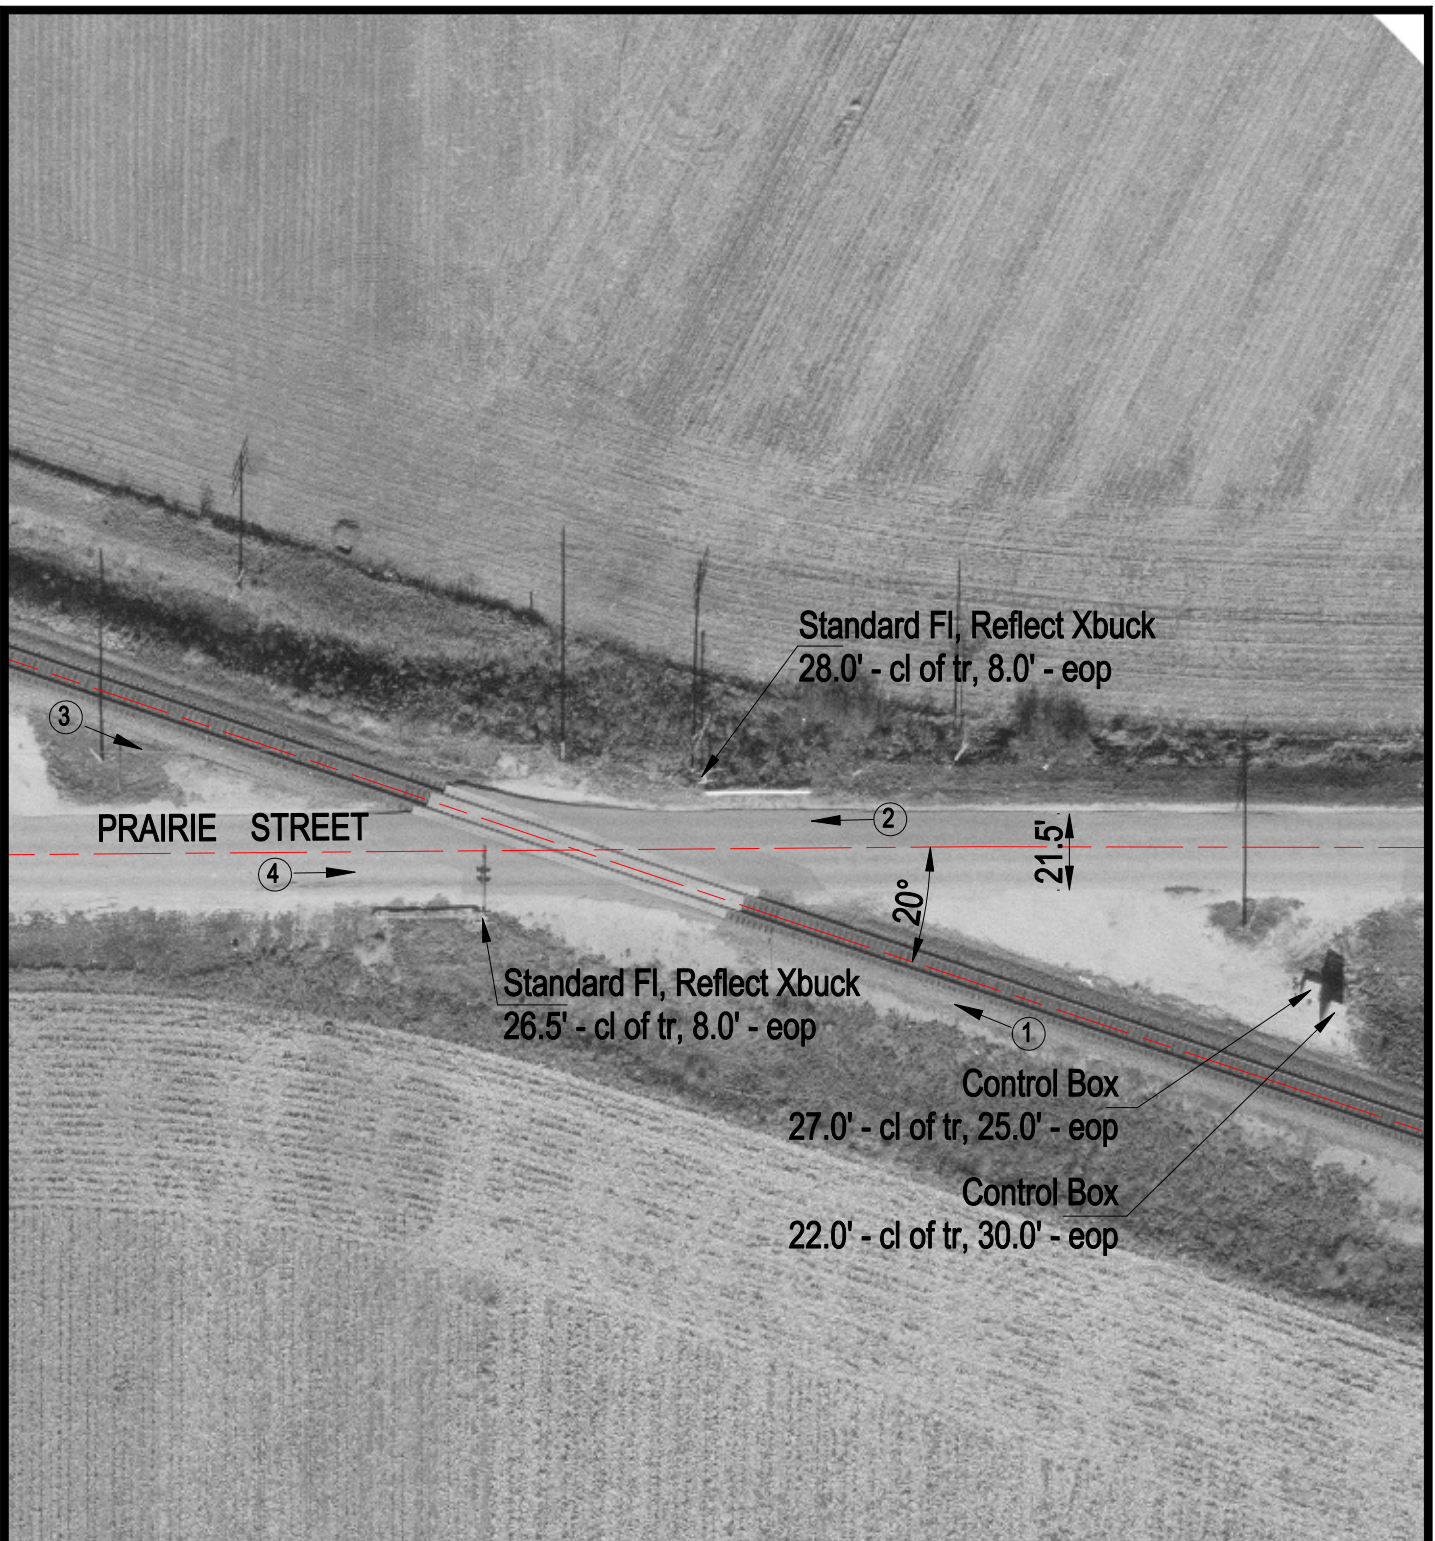 Standard Fl, Reflect Xbuck
28.0' - cl of tr, 8.0' - eop
3
PRAIRIE STREET
2
21.5'
4
20°
Standard Fl, Reflect Xbuck
26.5' - cl of tr, 8.0' - eop
1
Control Box
27.0' - cl of tr, 25.0' - eop
Control Box
22.0' - cl of tr, 30.0' - eop